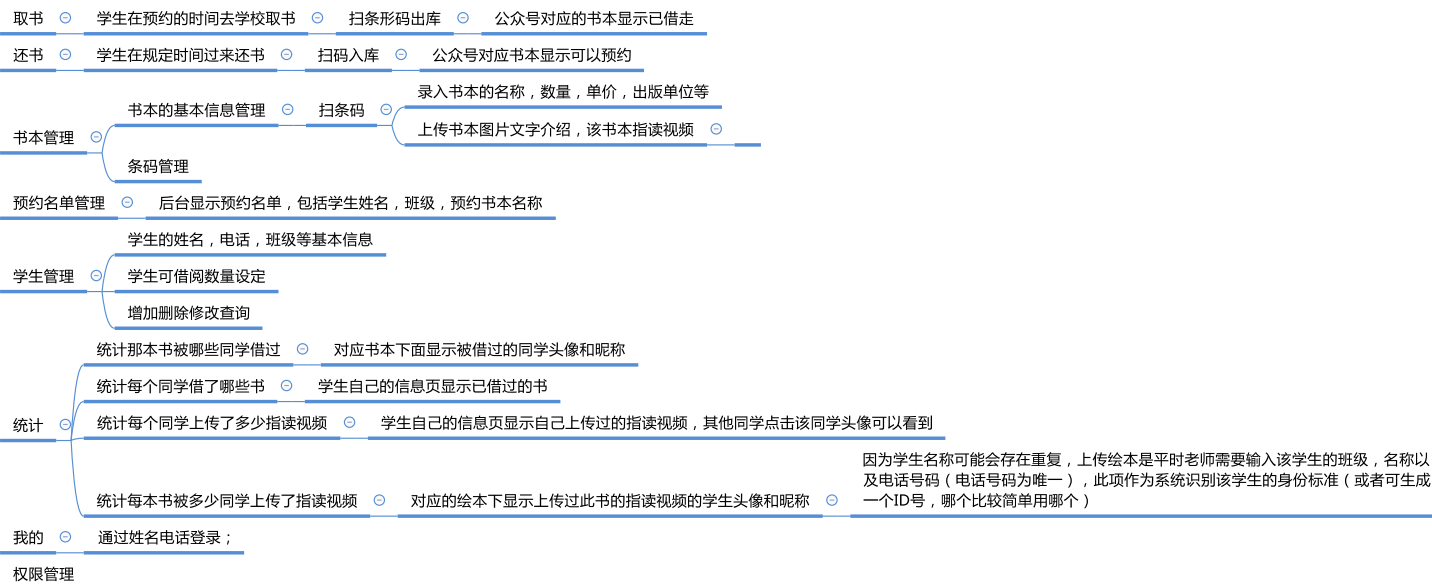 取书
学生在预约的时间去学校取书
扫条形码出库
公众号对应的书本显示已借走
还书
学生在规定时间过来还书
扫码入库
公众号对应书本显示可以预约
书本管理
书本的基本信息管理
扫条码
录入书本的名称，数量，单价，出版单位等
上传书本图片文字介绍，该书本指读视频
条码管理
预约名单管理
后台显示预约名单，包括学生姓名，班级，预约书本名称
学生管理
学生的姓名，电话，班级等基本信息
学生可借阅数量设定
增加删除修改查询
统计
统计那本书被哪些同学借过
对应书本下面显示被借过的同学头像和昵称
统计每个同学借了哪些书
学生自己的信息页显示已借过的书
统计每个同学上传了多少指读视频
学生自己的信息页显示自己上传过的指读视频，其他同学点击该同学头像可以看到
统计每本书被多少同学上传了指读视频
对应的绘本下显示上传过此书的指读视频的学生头像和昵称
因为学生名称可能会存在重复，上传绘本是平时老师需要输入该学生的班级，名称以
及电话号码（电话号码为唯一），此项作为系统识别该学生的身份标准（或者可生成
一个ID号，哪个比较简单用哪个）
我的
通过姓名电话登录；
权限管理